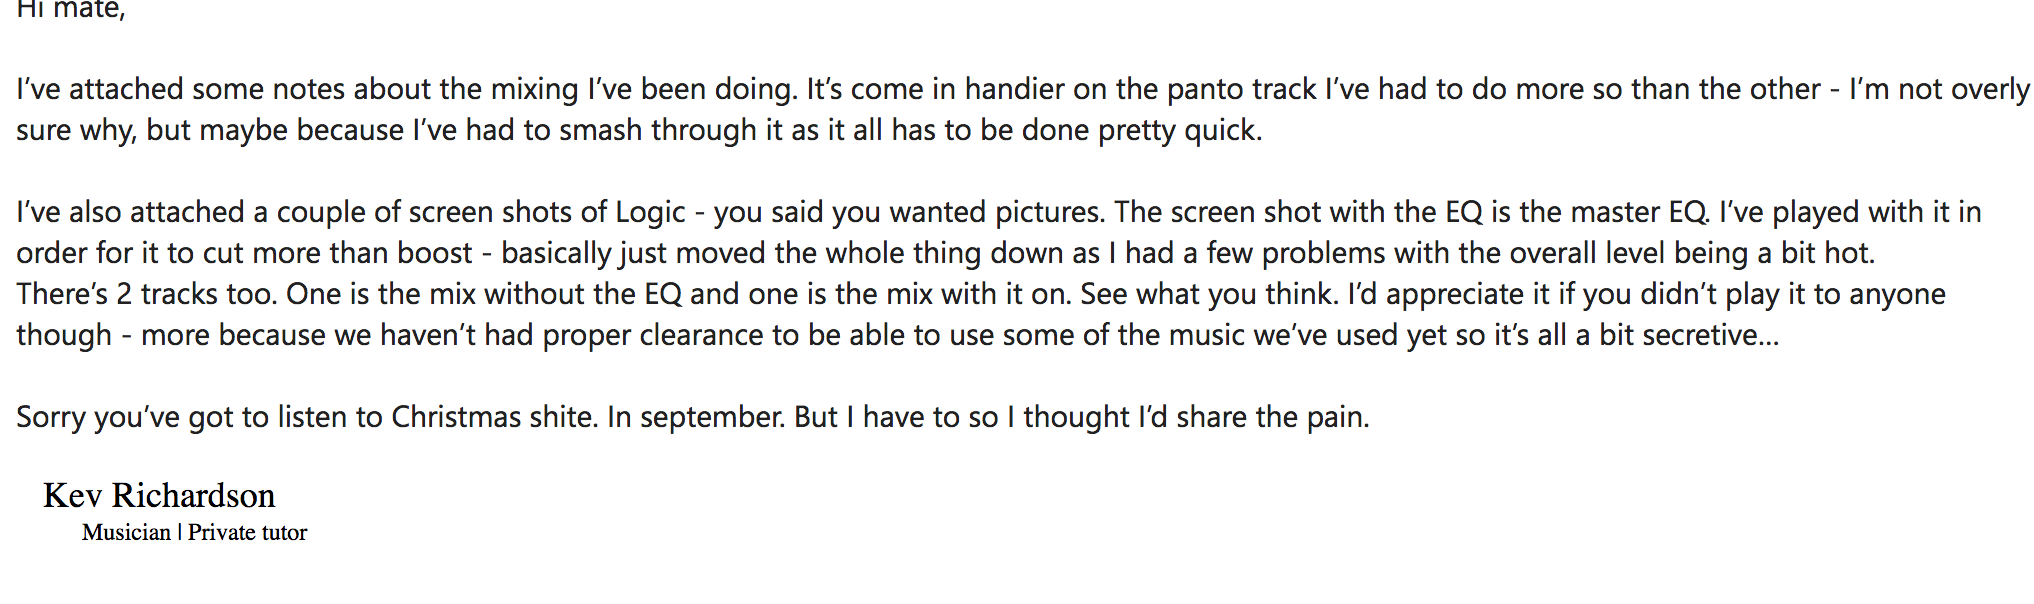 Hi mate,
I’ve attached some notes about the mixing I’ve been doing. It’s come in handier on the panto track I’ve had to do more so than the other - I’m not overly
sure why, but maybe because I’ve had to smash through it as it all has to be done pretty quick.
I’ve also attached a couple of screen shots of Logic - you said you wanted pictures. The screen shot with the EQ is the master EQ. I’ve played with it in
order for it to cut more than boost - basically just moved the whole thing down as I had a few problems with the overall level being a bit hot.
There’s 2 tracks too. One is the mix without the EQ and one is the mix with it on. See what you think. I’d appreciate it if you didn’t play it to anyone
though - more because we haven’t had proper clearance to be able to use some of the music we’ve used yet so it’s all a bit secretive...
Sorry you’ve got to listen to Christmas shite. In september. But I have to so I thought I’d share the pain.
Kev Richardson
Musician | Private tutor